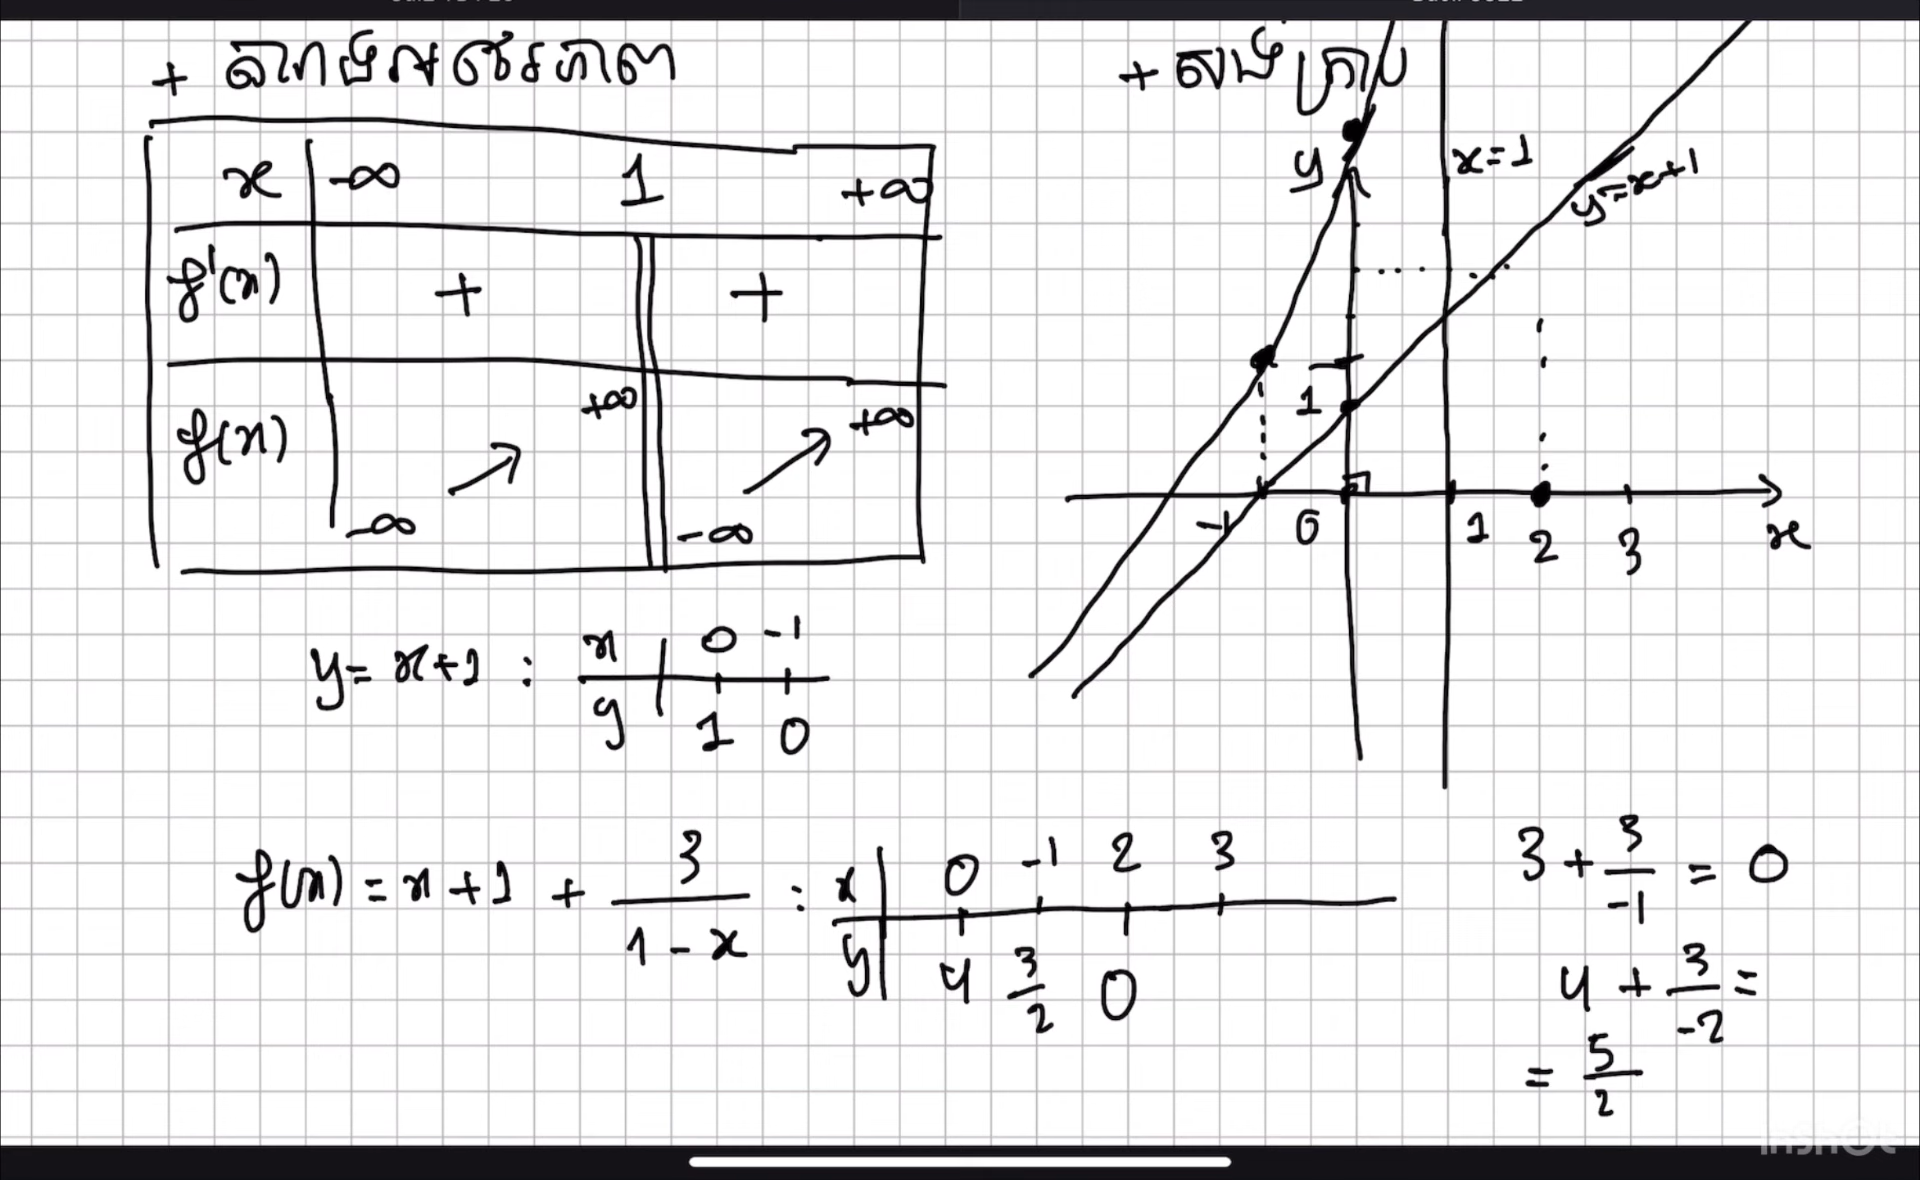 + តារាងអថេរភាព
x -∞ 1 +∞
f'(x) + +
f(x) -∞ ↗ +∞ -∞ ↗ +∞
y = x+1 : x 0 -1
y 1 0
+ សង់ក្រាប
y
x=1
y=x+1
1
-1 0 1 2 3 x
f(x) = x + 1 + 3/(1 - x) : x 0 -1 2 3
y 4 3/2 0
3 + 3/-1 = 0
4 + 3/-2 =
= 5/2
InShOt